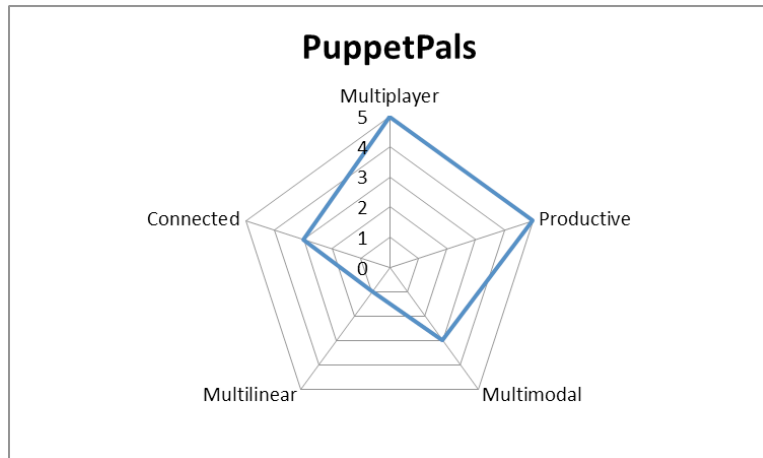 PuppetPals
Multiplayer
5
4
3
2
1
0
Connected
Productive
Multilinear
Multimodal